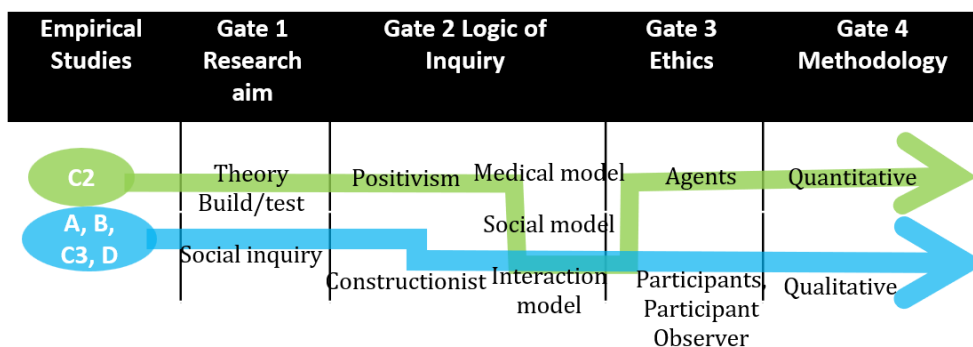 Empirical
Studies
Gate 1
Research
aim
Gate 2 Logic of
Inquiry
Gate 3
Ethics
Gate 4
Methodology
C2
Theory
Build/test
Positivism
Medical model
Agents
Quantitative
A, B,
C3, D
Social inquiry
Constructionist
Social model
Interaction
model
Participants,
Participant
Observer
Qualitative